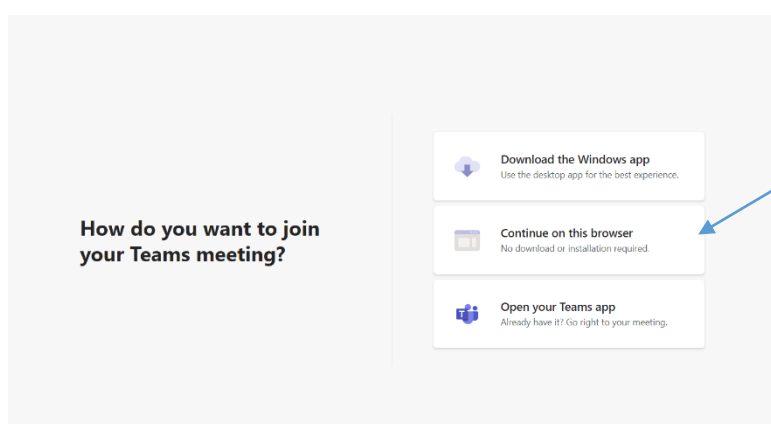 How do you want to join
your Teams meeting?
Download the Windows app
Use the desktop app for the best experience.
Continue on this browser
No download or installation required.
Open your Teams app
Already have it? Go right to your meeting.